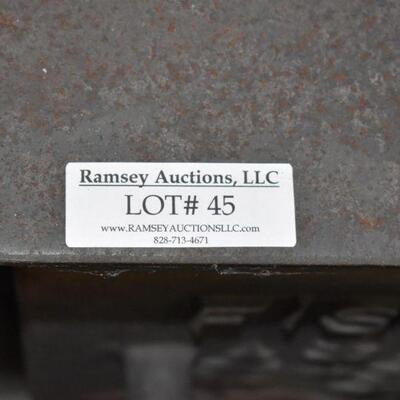 Ramsey Auctions, LLC
LOT# 45
www.RAMSEYAUCTIONSLLC.com
828-713-4671